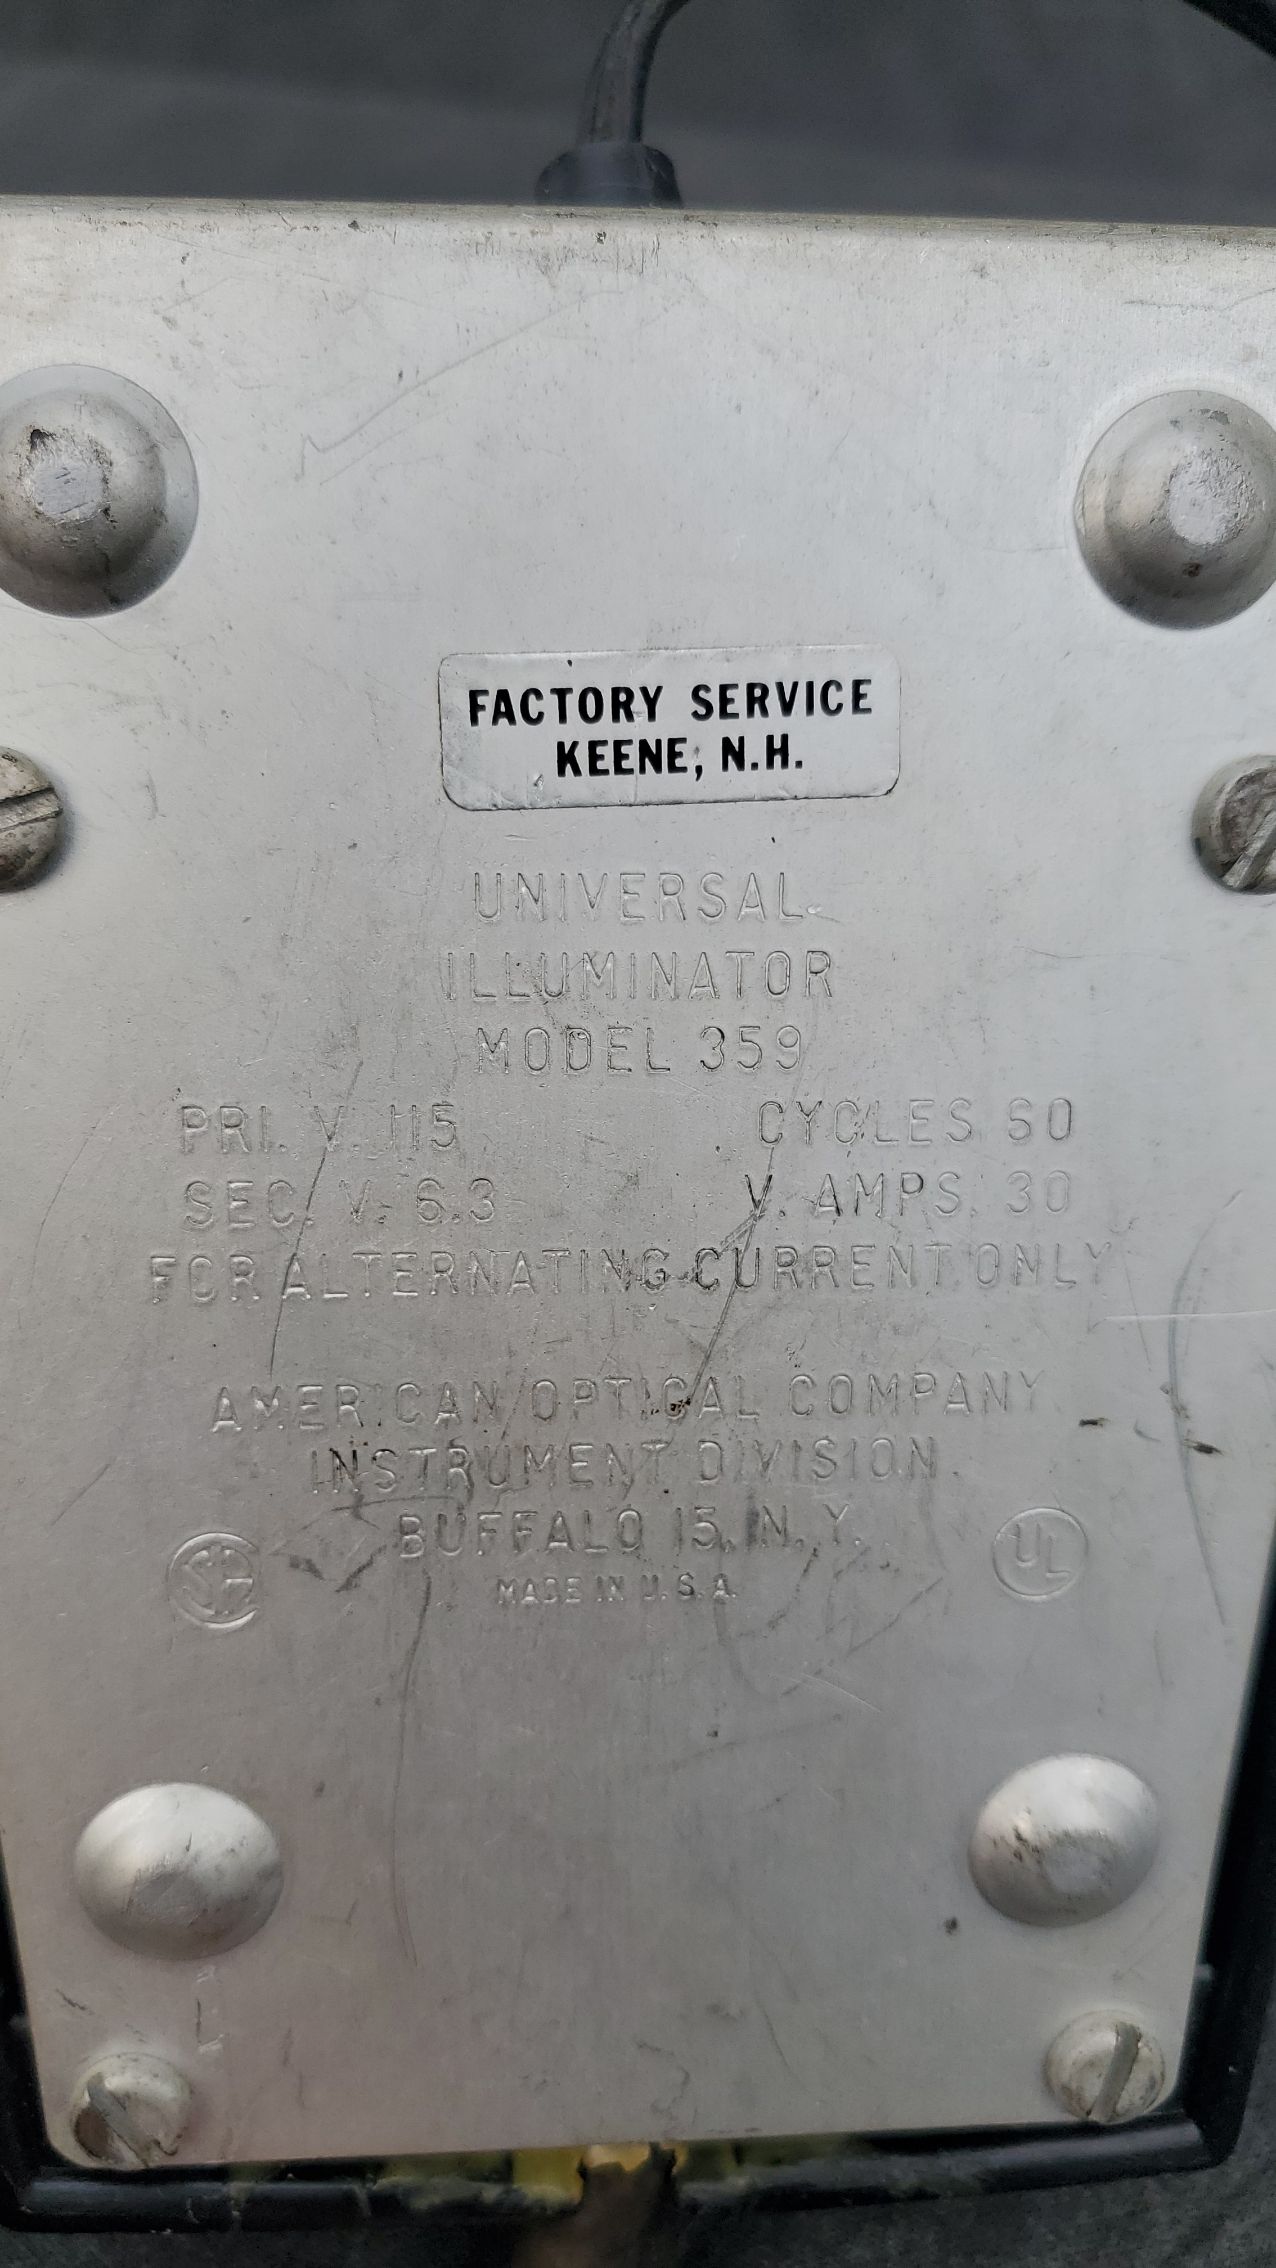 FACTORY SERVICE
KEENE, N.H.
UNIVERSAL
ILLUMINATOR
MODEL 359
PRI. V. 115 CYCLES 60
SEC. V. 6.3 V. AMPS. 30
FOR ALTERNATING CURRENT ONLY
AMERICAN OPTICAL COMPANY
INSTRUMENT DIVISION
BUFFALO 15, N. Y.
MADE IN U.S.A.
UL